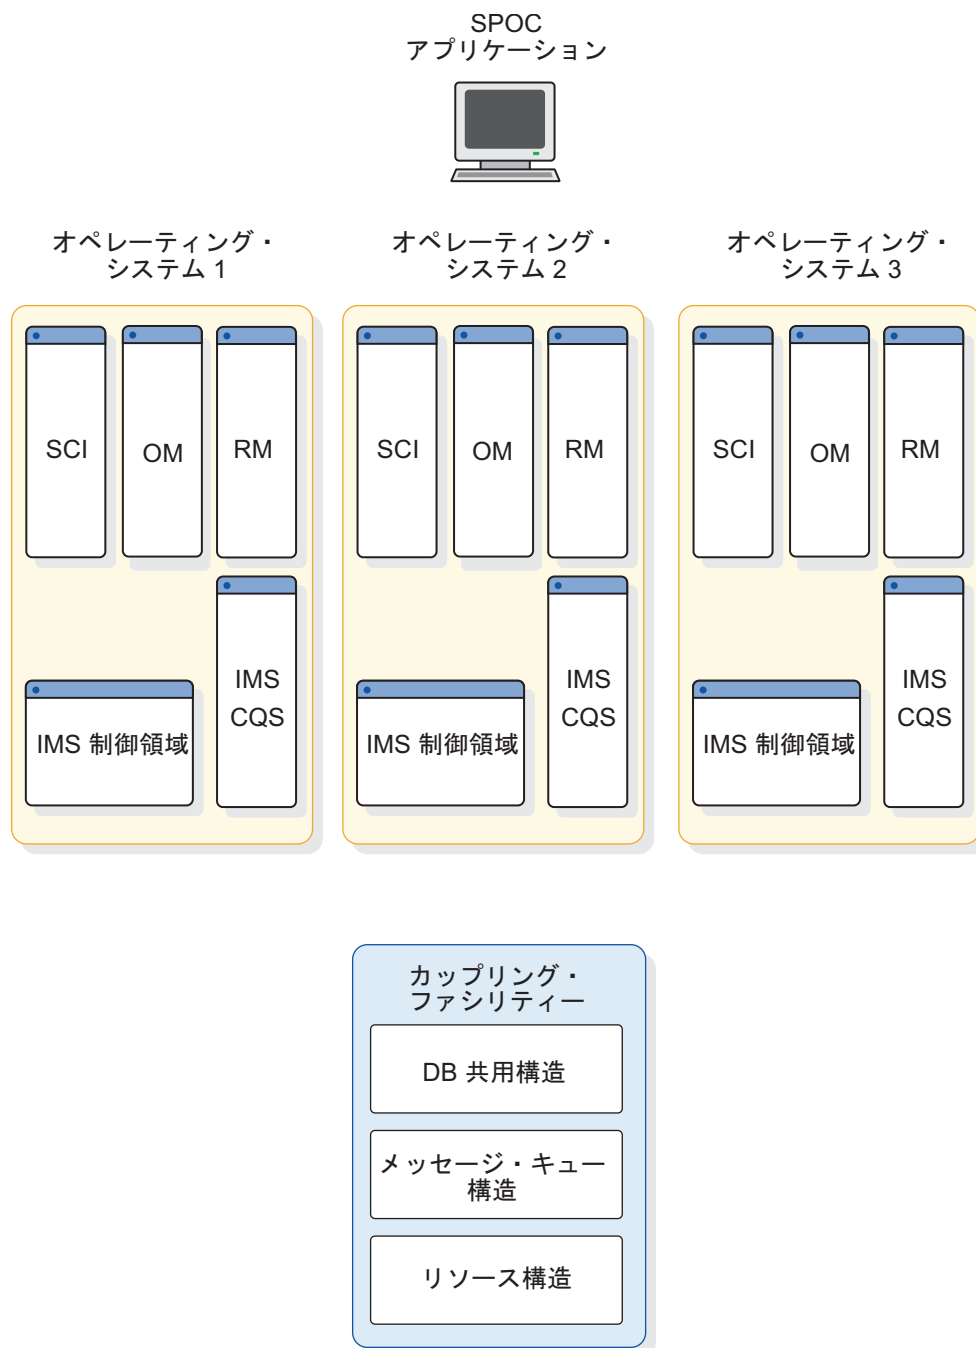 SPOC
アプリケーション
オペレーティング・
システム 1
オペレーティング・
システム 2
オペレーティング・
システム 3
SCI
OM
RM
IMS
CQS
IMS 制御領域
SCI
OM
RM
IMS
CQS
IMS 制御領域
SCI
OM
RM
IMS
CQS
IMS 制御領域
カップリング・
ファシリティー
DB 共用構造
メッセージ・キュー
構造
リソース構造